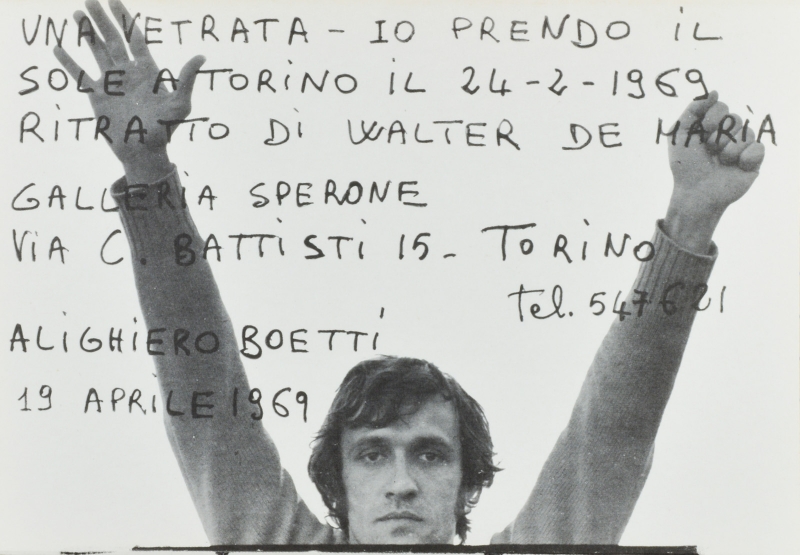 UNA VETRATA - IO PRENDO IL
SOLE A TORINO IL 24-2-1969
RITRATTO DI WALTER DE MARIA
GALLERIA SPERONE
VIA C. BATTISTI 15 - TORINO
tel. 547621
ALIGHIERO BOETTI
19 APRILE 1969